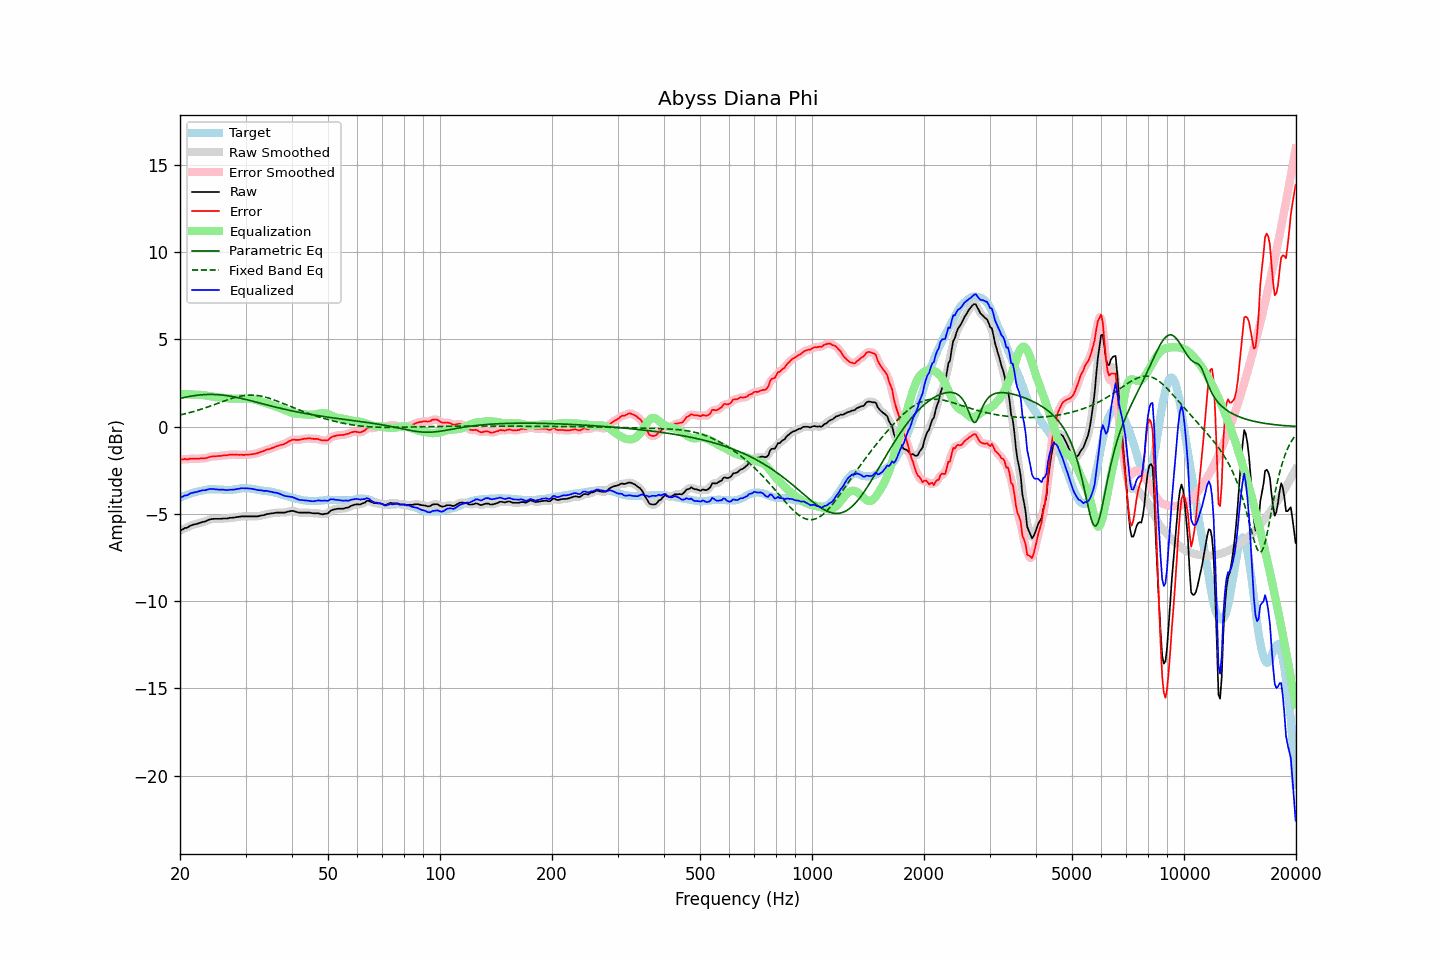 Abyss Diana Phi
Target
Raw Smoothed
Error Smoothed
Raw
Error
Equalization
Parametric Eq
Fixed Band Eq
Equalized
15
10
5
0
−5
−10
−15
−20
Amplitude (dBr)
20 50 100 200 500 1000 2000 5000 10000 20000
Frequency (Hz)